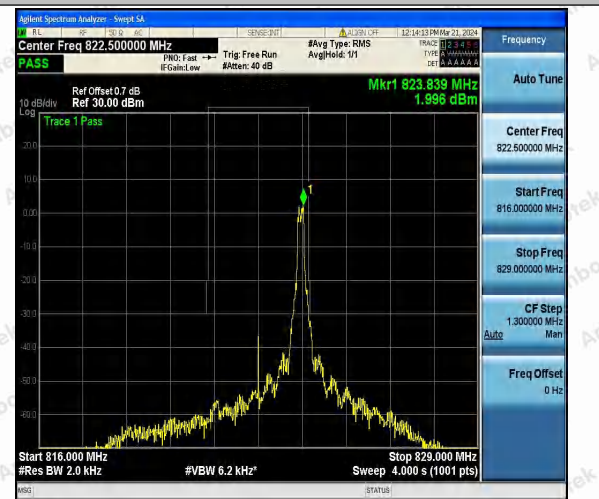 Agilent Spectrum Analyzer - Swept SA
RL RF 50 Ω AC SENSE:INT ALIGN OFF 12:14:13 PM Mar 21, 2024
Center Freq 822.500000 MHz #Avg Type: RMS TRACE 1 2 3 4 5 6 Frequency
PASS PNO: Fast Trig: Free Run Avg|Hold: 1/1 TYPE
IFGain:Low #Atten: 40 dB DET A A A A A A
Auto Tune
Mkr1 823.839 MHz
Ref Offset 0.7 dB
10 dB/div Ref 30.00 dBm 1.996 dBm
Log
Trace 1 Pass
Center Freq
822.500000 MHz
20.0
10.0
1
Start Freq
816.000000 MHz
0.00
-10.0
Stop Freq
829.000000 MHz
-20.0
-30.0
CF Step
1.300000 MHz
Auto Man
-40.0
-50.0
Freq Offset
0 Hz
-60.0
Start 816.000 MHz Stop 829.000 MHz
#Res BW 2.0 kHz #VBW 6.2 kHz* Sweep 4.000 s (1001 pts)
MSG STATUS